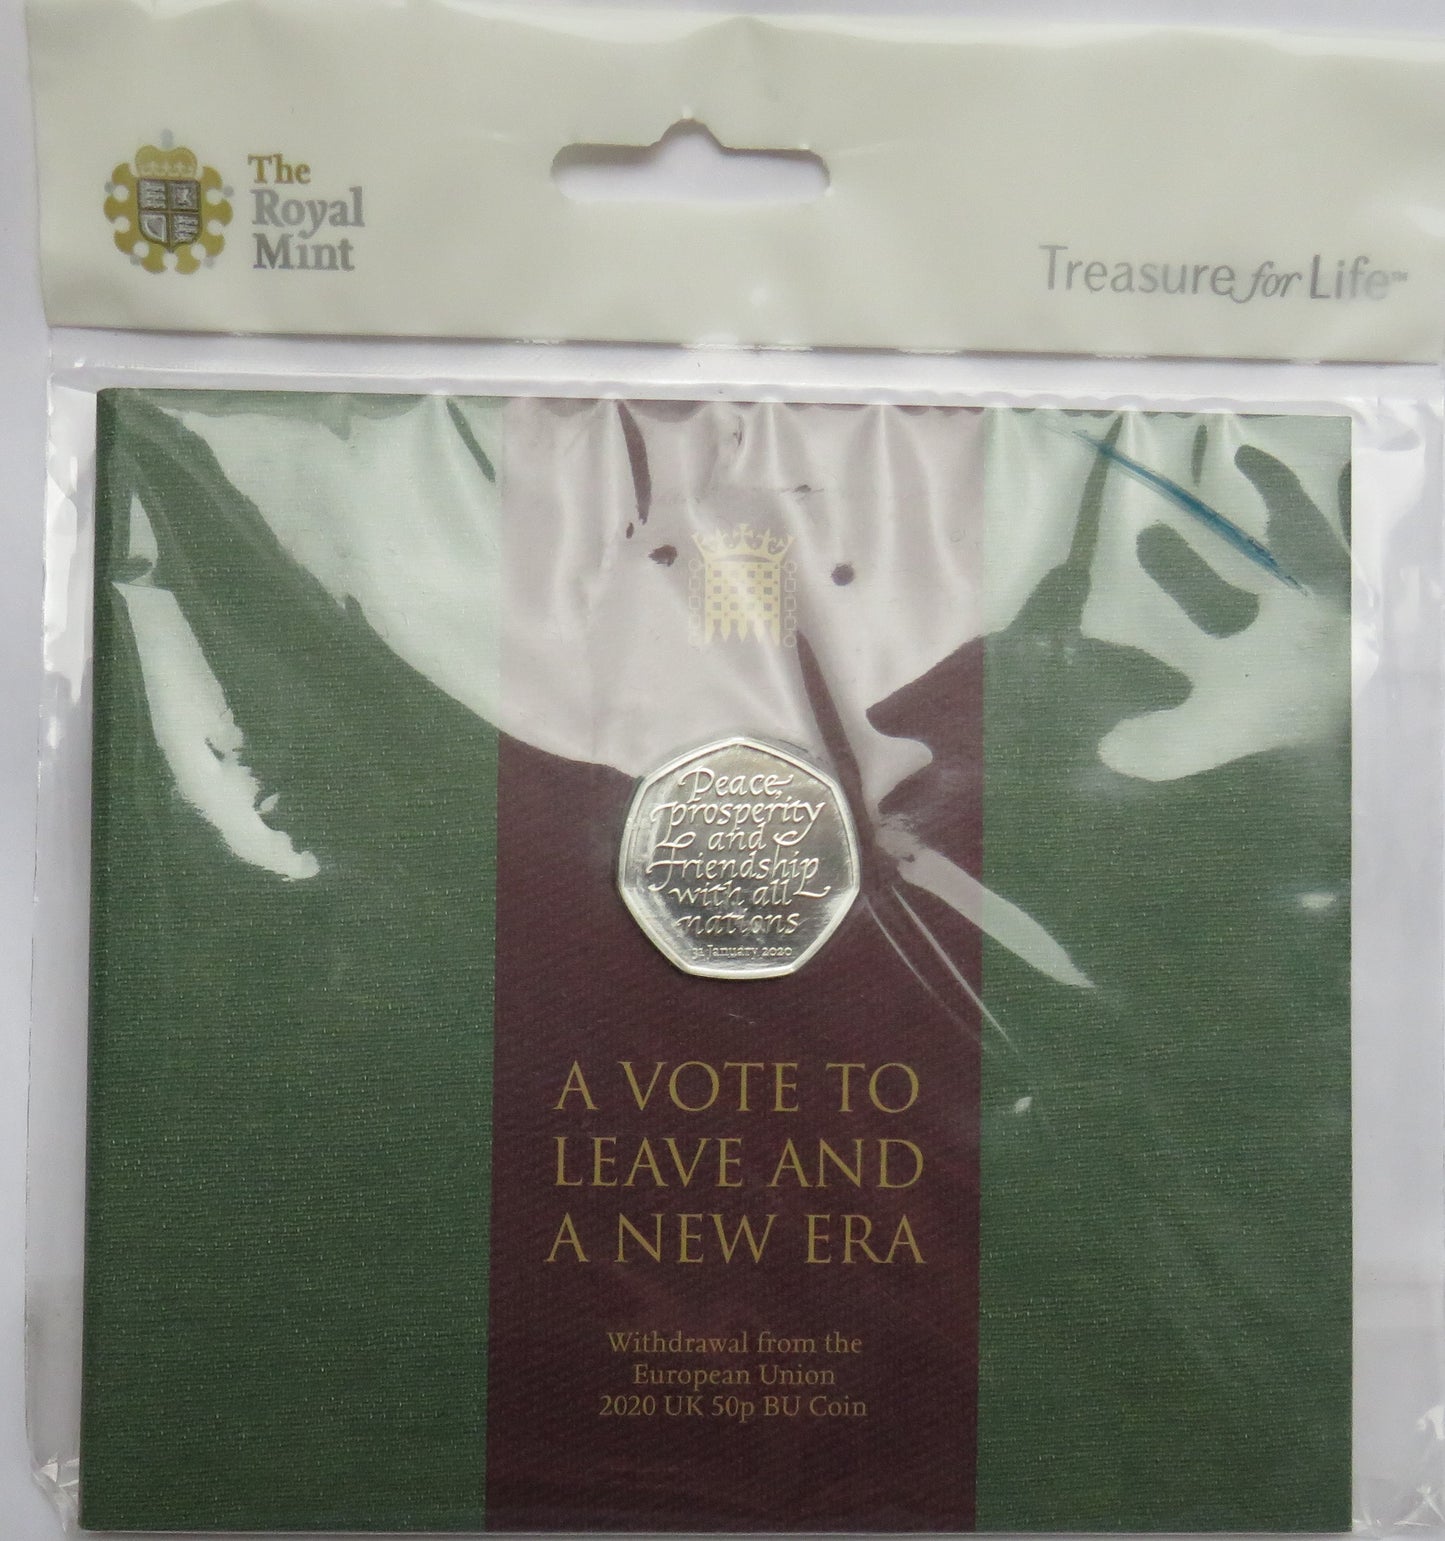 The
Royal
Mint
Treasure for Life™
Peace,
prosperity
and
friendship
with all
nations
31 January 2020
A VOTE TO
LEAVE AND
A NEW ERA
Withdrawal from the
European Union
2020 UK 50p BU Coin